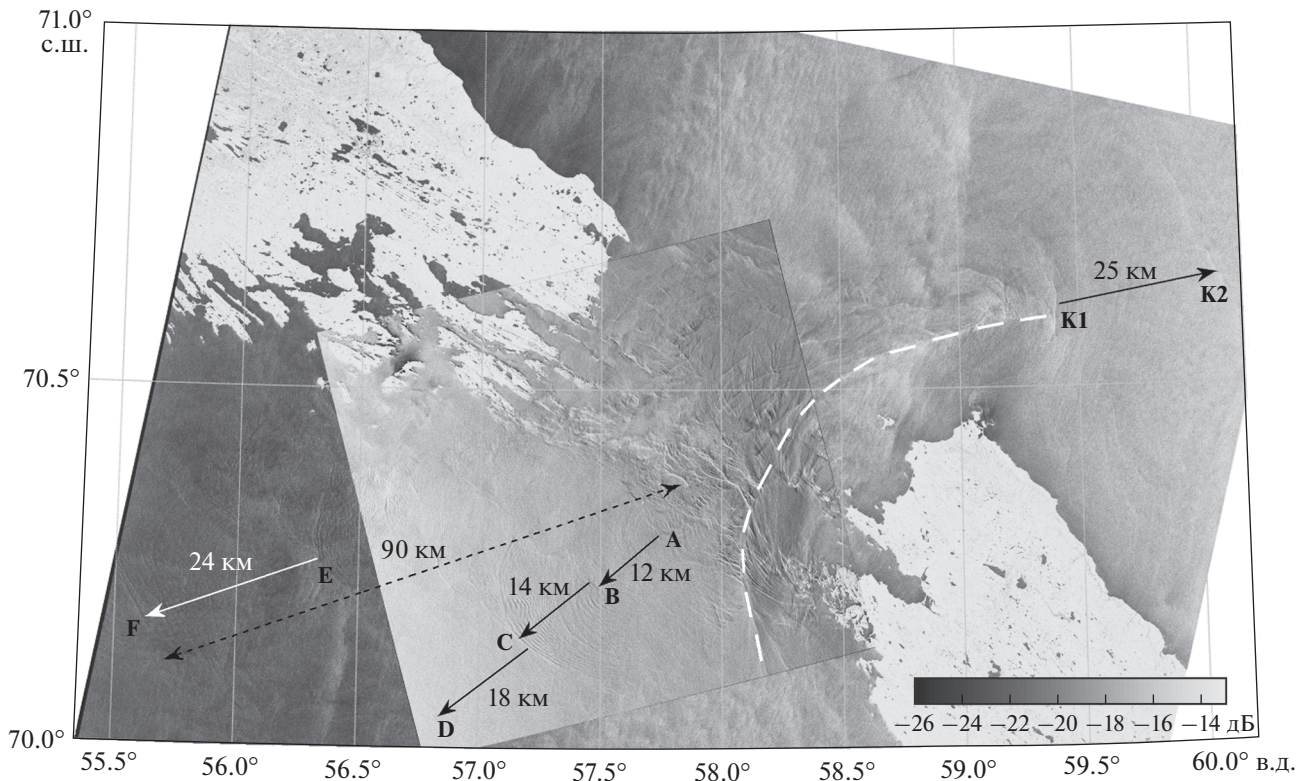 71.0°
с.ш.
25 км
K2
K1
70.5°
A
90 км
24 км
E
12 км
14 км
B
F
C
18 км
D
−26 −24 −22 −20 −18 −16 −14 дБ
70.0°
55.5° 56.0° 56.5° 57.0° 57.5° 58.0° 58.5° 59.0° 59.5° 60.0° в.д.